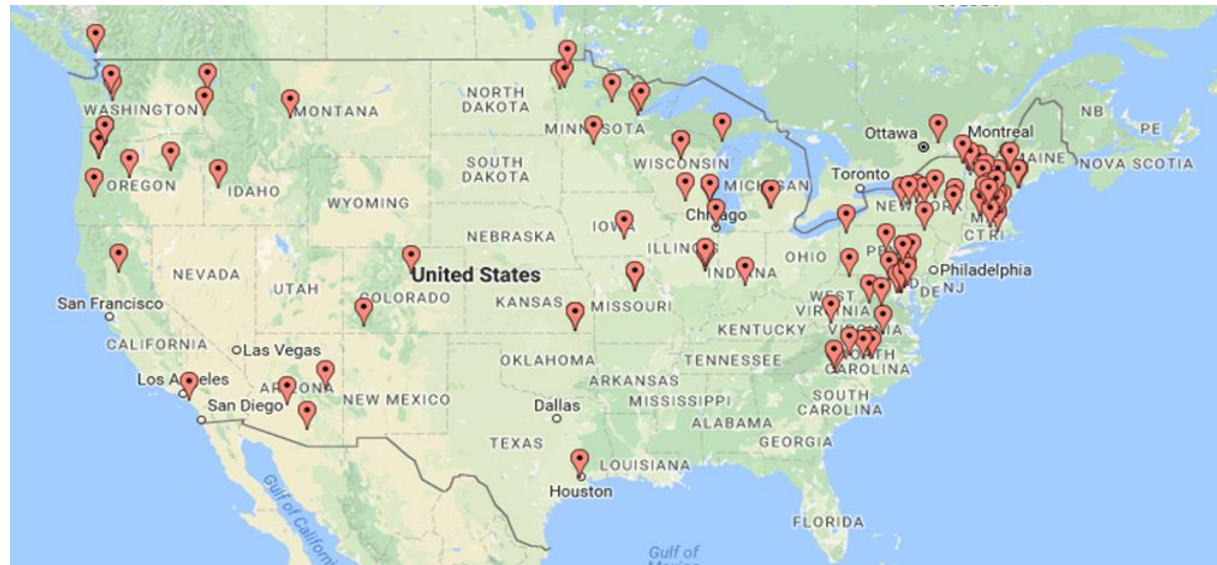 Ottawa
Montreal
NB
PE
WASHINGTON
MONTANA
NORTH
DAKOTA
MINNESOTA
MAINE
NOVA SCOTIA
OREGON
IDAHO
SOUTH
DAKOTA
WISCONSIN
MICHIGAN
Toronto
WYOMING
NEW YORK
CT RI
NEBRASKA
IOWA
Chicago
NEVADA
UTAH
United States
COLORADO
ILLINOIS
INDIANA
OHIO
Philadelphia
DE NJ
San Francisco
KANSAS
MISSOURI
WEST
VIRGINIA
VIRGINIA
KENTUCKY
CALIFORNIA
Las Vegas
OKLAHOMA
TENNESSEE
NORTH
CAROLINA
Los Angeles
ARIZONA
NEW MEXICO
ARKANSAS
MISSISSIPPI
SOUTH
CAROLINA
San Diego
Dallas
ALABAMA
GEORGIA
TEXAS
LOUISIANA
Houston
Gulf of California
FLORIDA
Gulf of